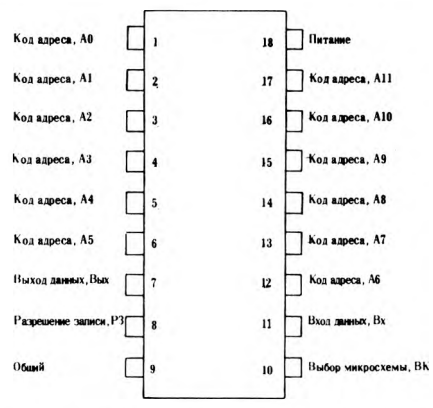 Код адреса, A0 1 18 Питание
Код адреса, A1 2 17 Код адреса, A11
Код адреса, A2 3 16 Код адреса, A10
Код адреса, A3 4 15 Код адреса, A9
Код адреса, A4 5 14 Код адреса, A8
Код адреса, A5 6 13 Код адреса, A7
Выход данных, Вых 7 12 Код адреса, A6
Разрешение записи, РЗ 8 11 Вход данных, Вх
Общий 9 10 Выбор микросхемы, ВК